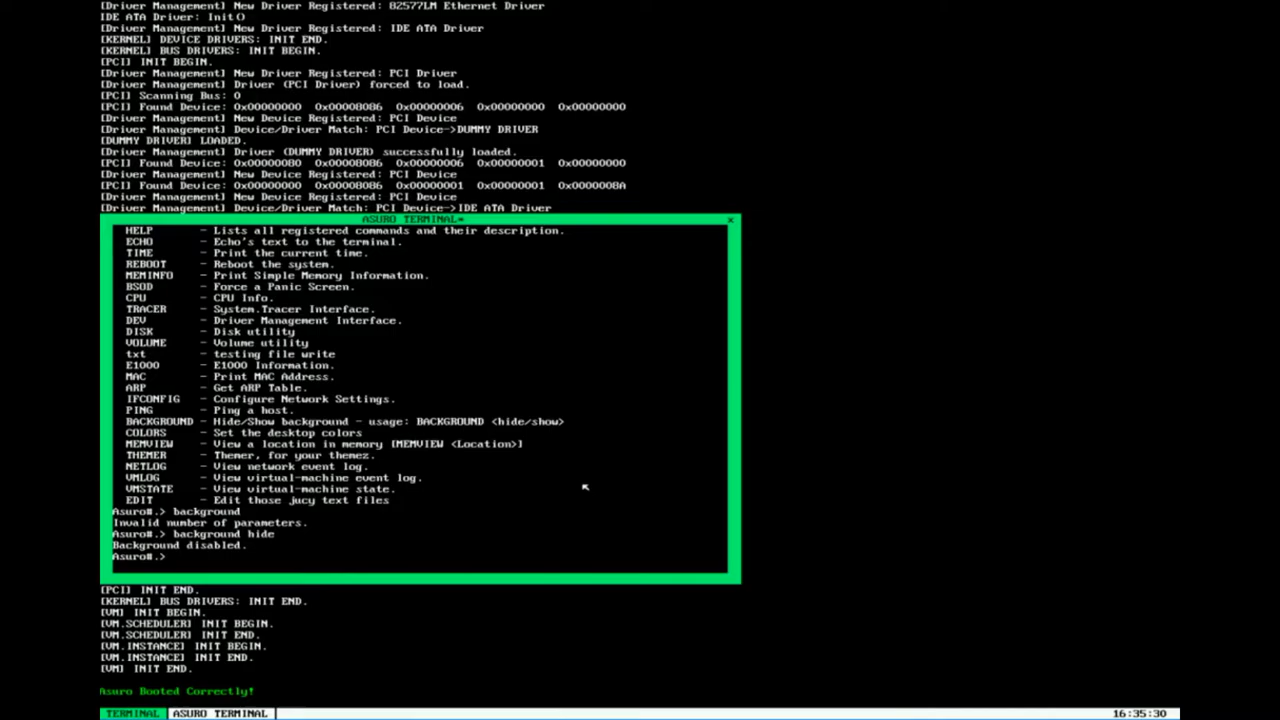 [Driver Management] New Driver Registered: 82577LM Ethernet Driver
IDE ATA Driver: Init()
[Driver Management] New Driver Registered: IDE ATA Driver
[KERNEL] DEVICE DRIVERS: INIT END.
[KERNEL] BUS DRIVERS: INIT BEGIN.
[PCI] INIT BEGIN.
[Driver Management] New Driver Registered: PCI Driver
[Driver Management] Driver (PCI Driver) forced to load.
[PCI] Scanning Bus: 0
[PCI] Found Device: 0x00000000 0x00008086 0x00000006 0x00000000 0x00000000
[Driver Management] New Device Registered: PCI Device
[Driver Management] Device/Driver Match: PCI Device->DUMMY DRIVER
[DUMMY DRIVER] LOADED.
[Driver Management] Driver (DUMMY DRIVER) successfully loaded.
[PCI] Found Device: 0x00000080 0x00008086 0x00000006 0x00000001 0x00000000
[Driver Management] New Device Registered: PCI Device
[PCI] Found Device: 0x00000000 0x00008086 0x00000001 0x00000001 0x0000008A
[Driver Management] New Device Registered: PCI Device
[Driver Management] Device/Driver Match: PCI Device->IDE ATA Driver
ASURO TERMINAL* x
HELP - Lists all registered commands and their description.
ECHO - Echo's text to the terminal.
TIME - Print the current time.
REBOOT - Reboot the system.
MEMINFO - Print Simple Memory Information.
BSOD - Force a Panic Screen.
CPU - CPU Info.
TRACER - System.Tracer Interface.
DEV - Driver Management Interface.
DISK - Disk utility
VOLUME - Volume utility
txt - testing file write
E1000 - E1000 Information.
MAC - Print MAC Address.
ARP - Get ARP Table.
IFCONFIG - Configure Network Settings.
PING - Ping a host.
BACKGROUND - Hide/Show background - usage: BACKGROUND <hide/show>
COLORS - Set the desktop colors
MEMVIEW - View a location in memory [MEMVIEW <Location>]
THEMER - Themer, for your themez.
NETLOG - View network event log.
VMLOG - View virtual-machine event log.
VMSTATE - View virtual-machine state.
EDIT - Edit those jucy text files
Asuro#.> background
Invalid number of parameters.
Asuro#.> background hide
Background disabled.
Asuro#.>
[PCI] INIT END.
[KERNEL] BUS DRIVERS: INIT END.
[VM] INIT BEGIN.
[VM.SCHEDULER] INIT BEGIN.
[VM.SCHEDULER] INIT END.
[VM.INSTANCE] INIT BEGIN.
[VM.INSTANCE] INIT END.
[VM] INIT END.
Asuro Booted Correctly!
TERMINAL ASURO TERMINAL 16:35:30